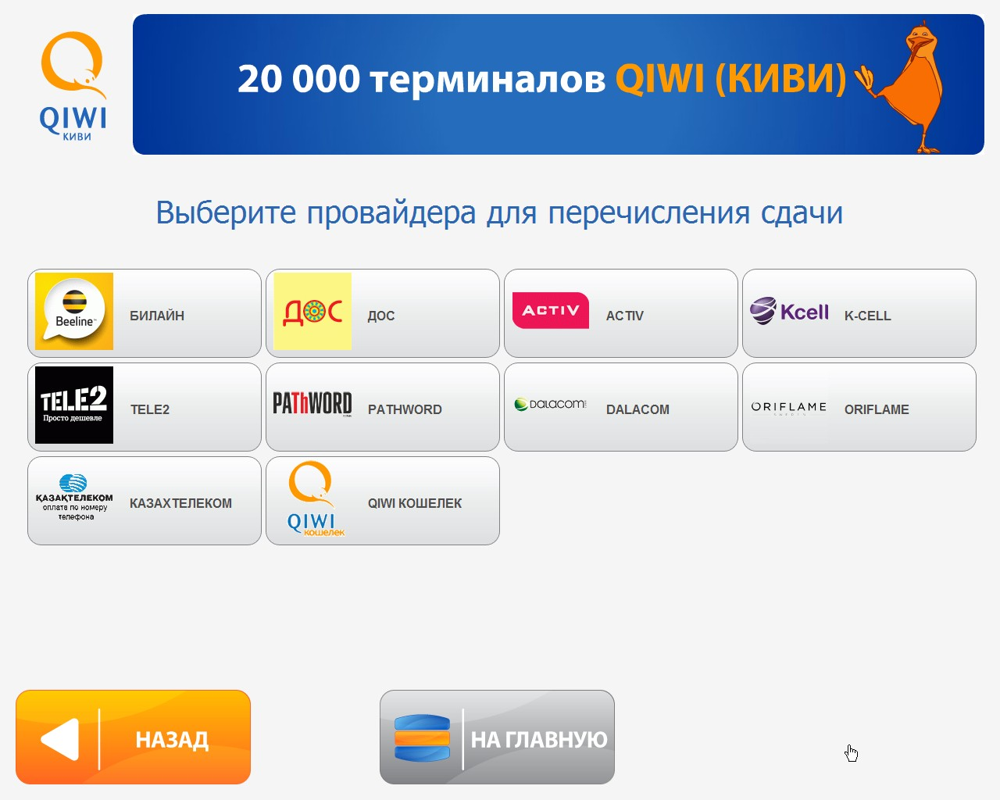 QIWI
КИВИ
20 000 терминалов QIWI (КИВИ)
Выберите провайдера для перечисления сдачи
Beeline™
БИЛАЙН
ДОС
ДОС
ACTIV
ACTIV
Kcell
K-CELL
TELE2
Просто дешевле
TELE2
PAThWORD
PATHWORD
DALACOM
DALACOM
ORIFLAME
ORIFLAME
ҚАЗАҚТЕЛЕКОМ
оплата по номеру
телефона
КАЗАХТЕЛЕКОМ
QIWI
кошелек
QIWI КОШЕЛЕК
НАЗАД
НА ГЛАВНУЮ